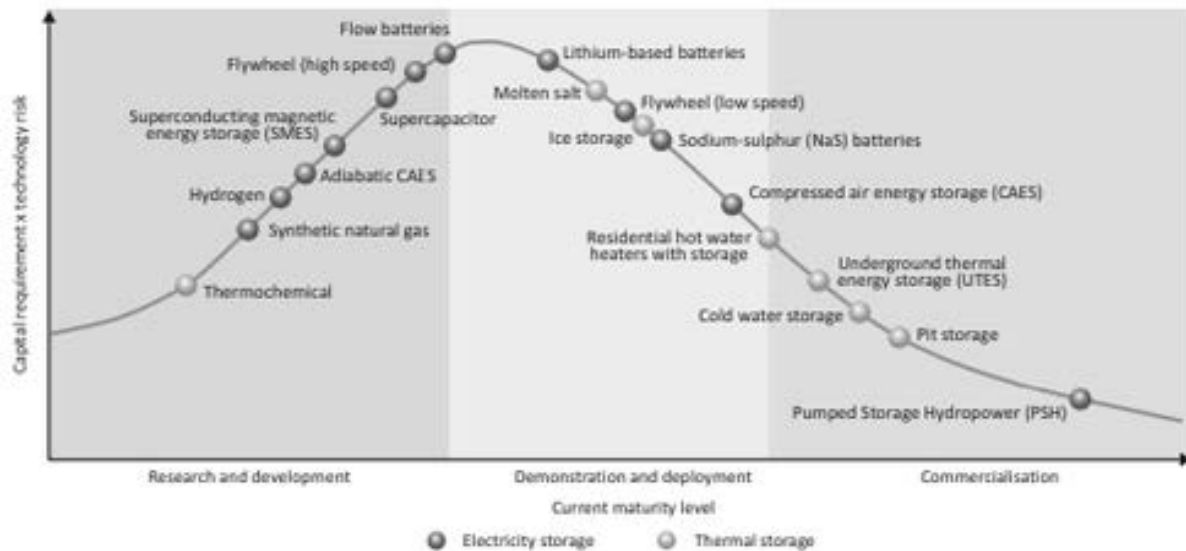 Capital requirement x technology risk
Flow batteries
Flywheel (high speed)
Supercapacitor
Superconducting magnetic
energy storage (SMES)
Adiabatic CAES
Hydrogen
Synthetic natural gas
Thermochemical
Lithium-based batteries
Molten salt
Flywheel (low speed)
Ice storage
Sodium-sulphur (NaS) batteries
Compressed air energy storage (CAES)
Residential hot water
heaters with storage
Underground thermal
energy storage (UTES)
Cold water storage
Pit storage
Pumped Storage Hydropower (PSH)
Research and development
Demonstration and deployment
Commercialisation
Current maturity level
Electricity storage
Thermal storage